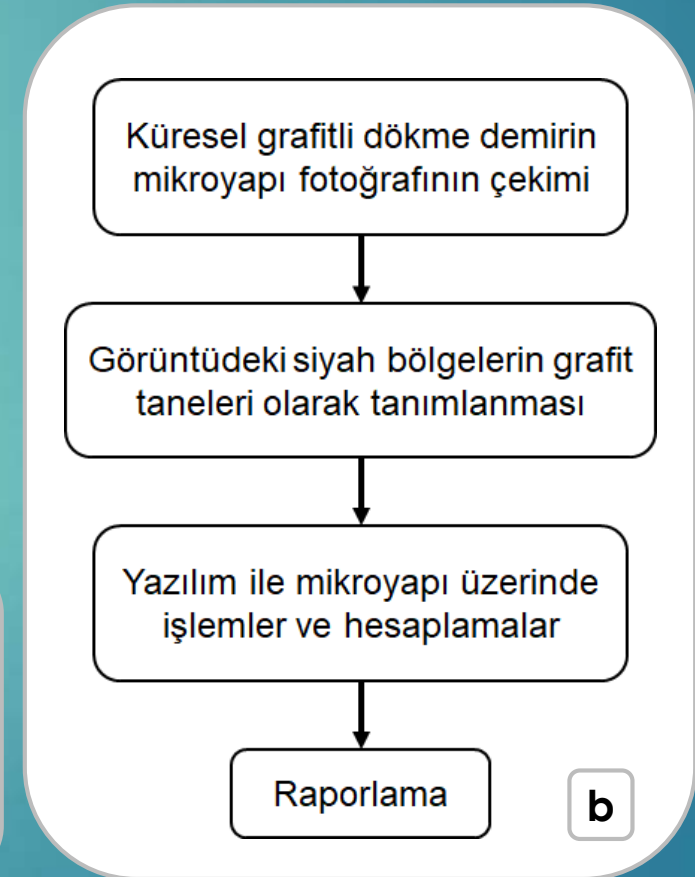 Küresel grafitli dökme demirin
mikroyapı fotoğrafının çekimi
Görüntüdeki siyah bölgelerin grafit
taneleri olarak tanımlanması
Yazılım ile mikroyapı üzerinde
işlemler ve hesaplamalar
Raporlama
b